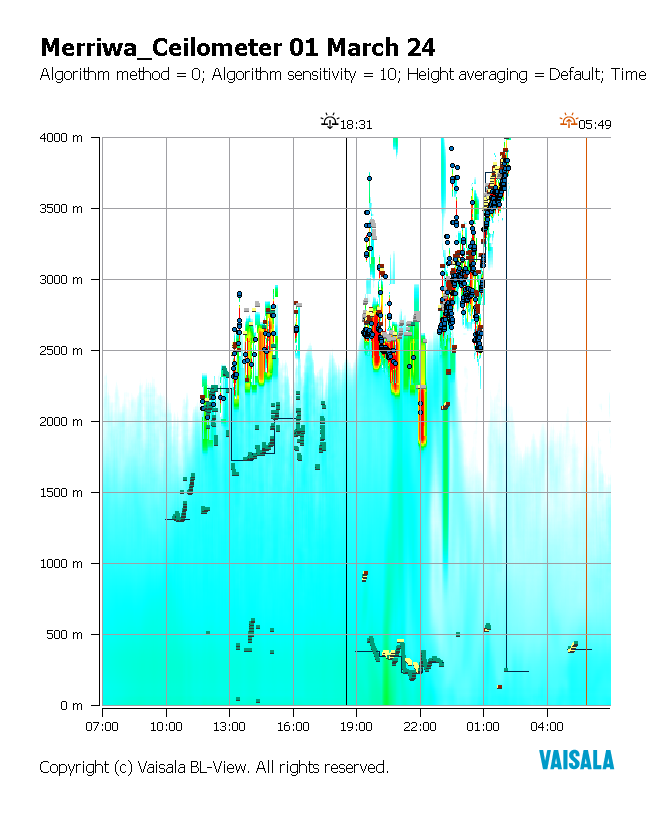 Merriwa_Ceilometer 01 March 24
Algorithm method = 0; Algorithm sensitivity = 10; Height averaging = Default; Time
18:31 05:49
4000 m
3500 m
3000 m
2500 m
2000 m
1500 m
1000 m
500 m
0 m
07:00 10:00 13:00 16:00 19:00 22:00 01:00 04:00
Copyright (c) Vaisala BL-View. All rights reserved.
VAISALA